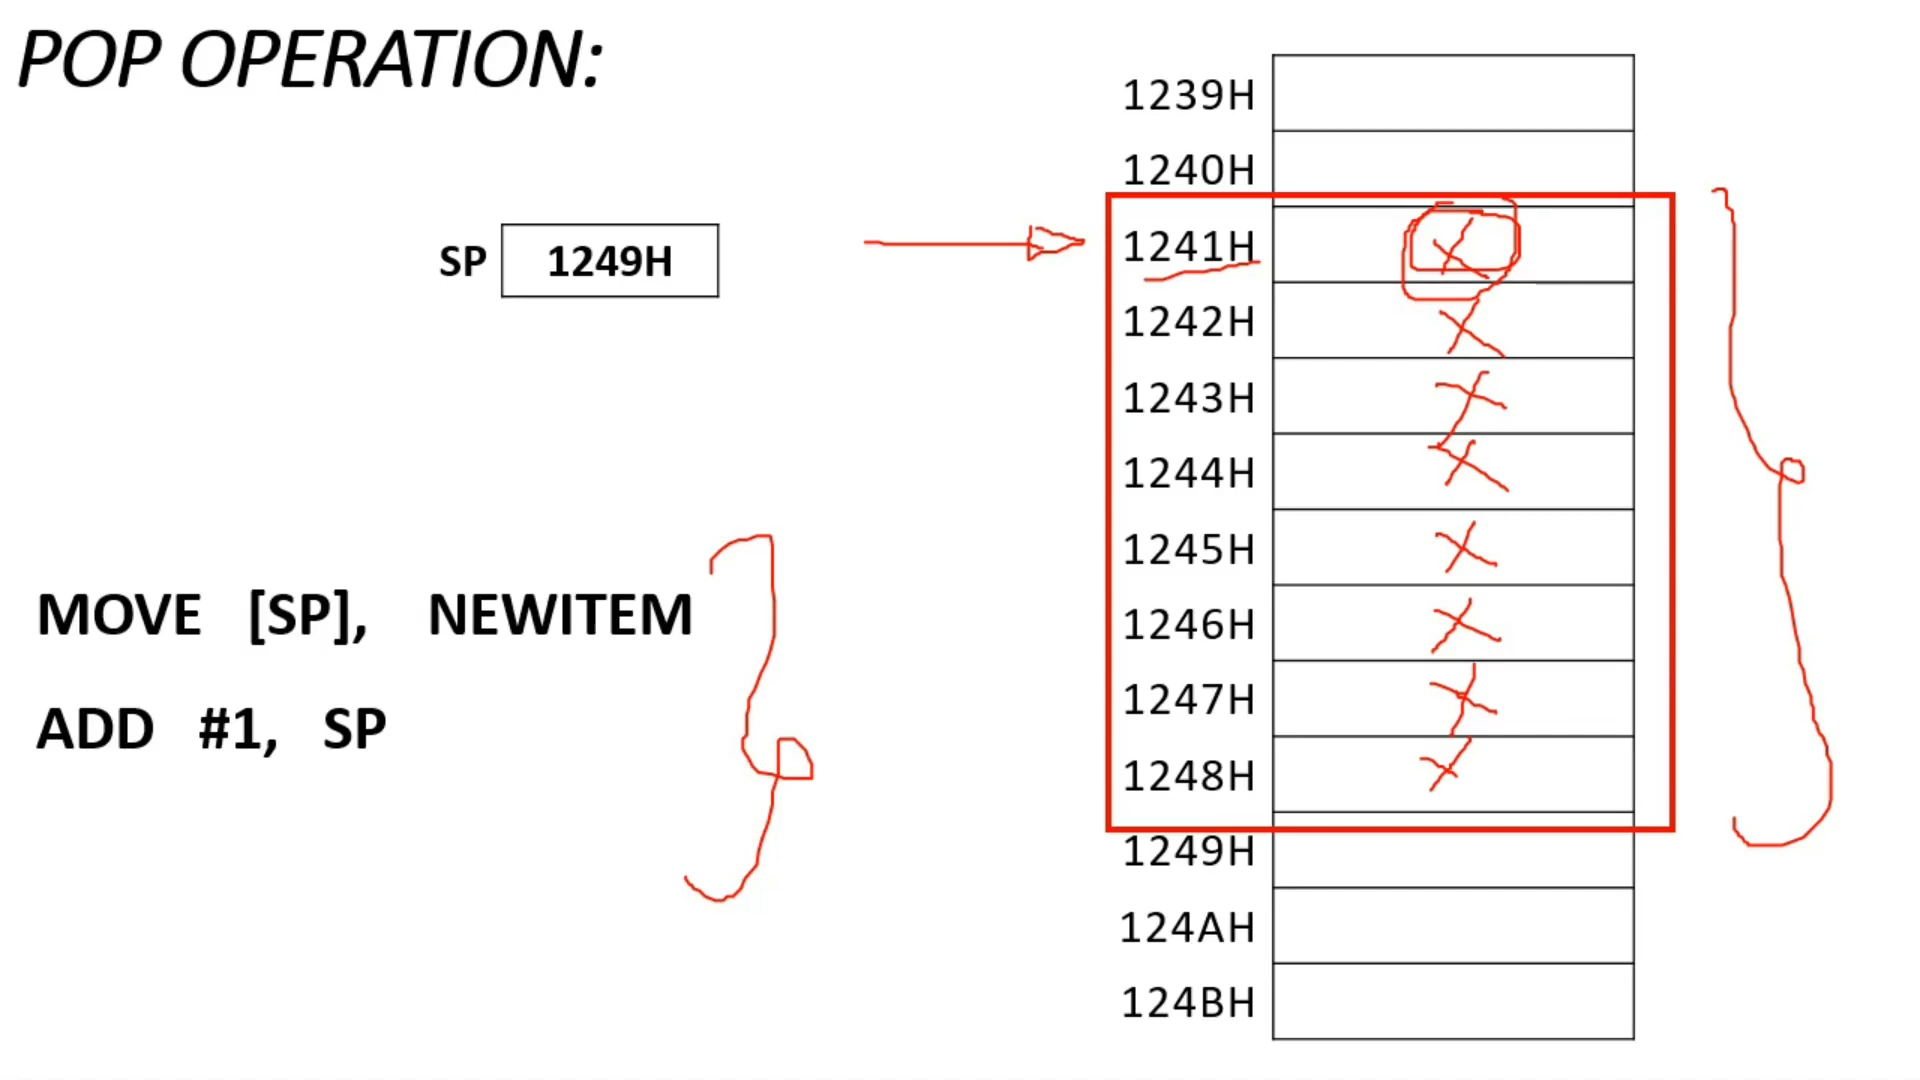 POP OPERATION:
SP 1249H
MOVE [SP], NEWITEM
ADD #1, SP
1239H
1240H
1241H
1242H
1243H
1244H
1245H
1246H
1247H
1248H
1249H
124AH
124BH